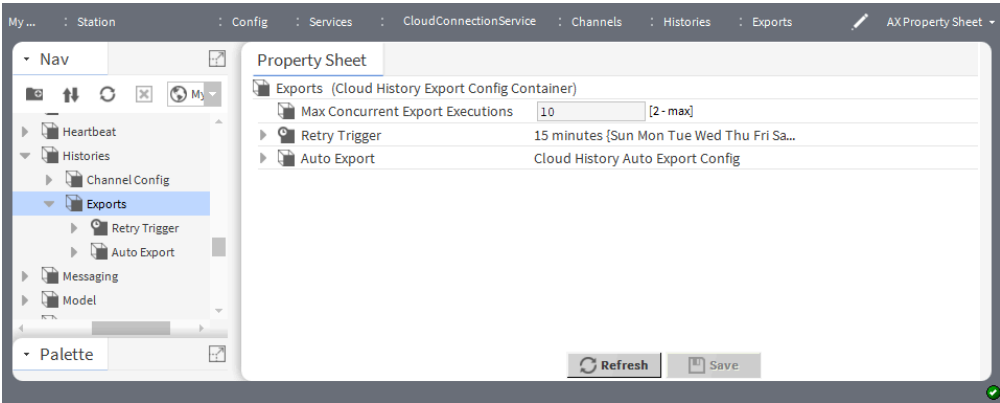 My ... : Station : Config : Services : CloudConnectionService : Channels : Histories : Exports AX Property Sheet
Nav
My
Heartbeat
Histories
Channel Config
Exports
Retry Trigger
Auto Export
Messaging
Model
Palette
Property Sheet
Exports (Cloud History Export Config Container)
Max Concurrent Export Executions 10 [2 - max]
Retry Trigger 15 minutes {Sun Mon Tue Wed Thu Fri Sa...
Auto Export Cloud History Auto Export Config
Refresh Save